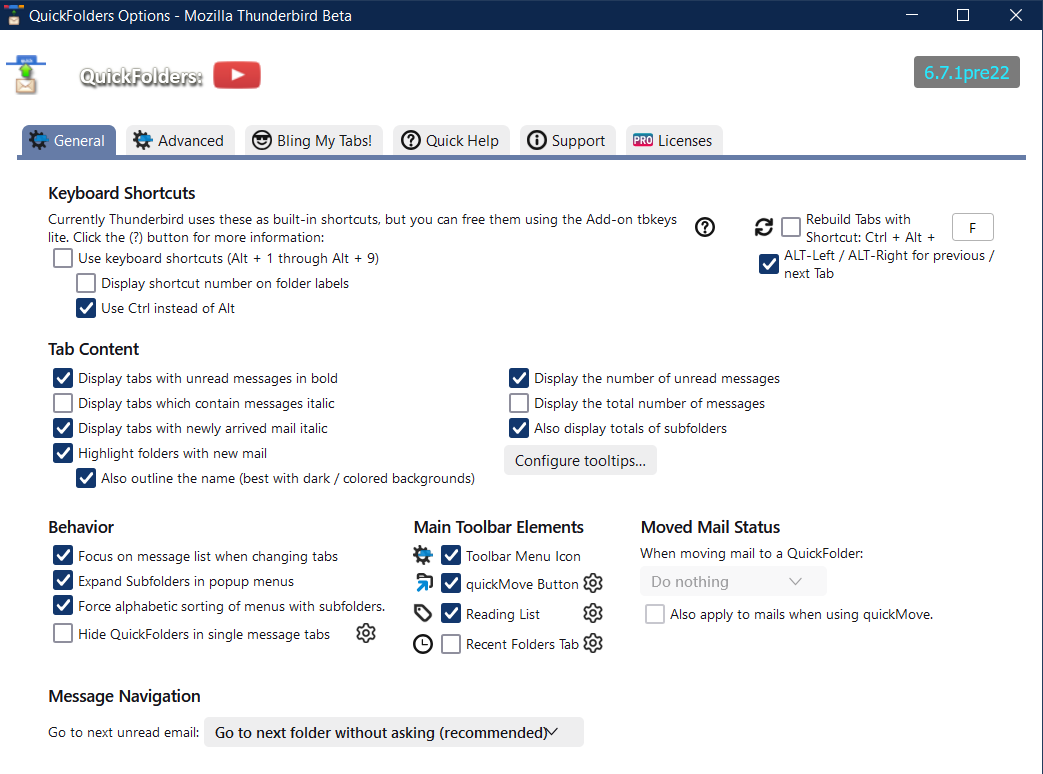 QuickFolders Options - Mozilla Thunderbird Beta
QuickFolders:
6.7.1pre22
General
Advanced
Bling My Tabs!
Quick Help
Support
PRO Licenses
Keyboard Shortcuts
Currently Thunderbird uses these as built-in shortcuts, but you can free them using the Add-on tbkeys
lite. Click the (?) button for more information:
Use keyboard shortcuts (Alt + 1 through Alt + 9)
Display shortcut number on folder labels
Use Ctrl instead of Alt
Rebuild Tabs with
Shortcut: Ctrl + Alt +
F
ALT-Left / ALT-Right for previous /
next Tab
Tab Content
Display tabs with unread messages in bold
Display tabs which contain messages italic
Display tabs with newly arrived mail italic
Highlight folders with new mail
Also outline the name (best with dark / colored backgrounds)
Display the number of unread messages
Display the total number of messages
Also display totals of subfolders
Configure tooltips...
Behavior
Focus on message list when changing tabs
Expand Subfolders in popup menus
Force alphabetic sorting of menus with subfolders.
Hide QuickFolders in single message tabs
Main Toolbar Elements
Toolbar Menu Icon
quickMove Button
Reading List
Recent Folders Tab
Moved Mail Status
When moving mail to a QuickFolder:
Do nothing
Also apply to mails when using quickMove.
Message Navigation
Go to next unread email:
Go to next folder without asking (recommended)